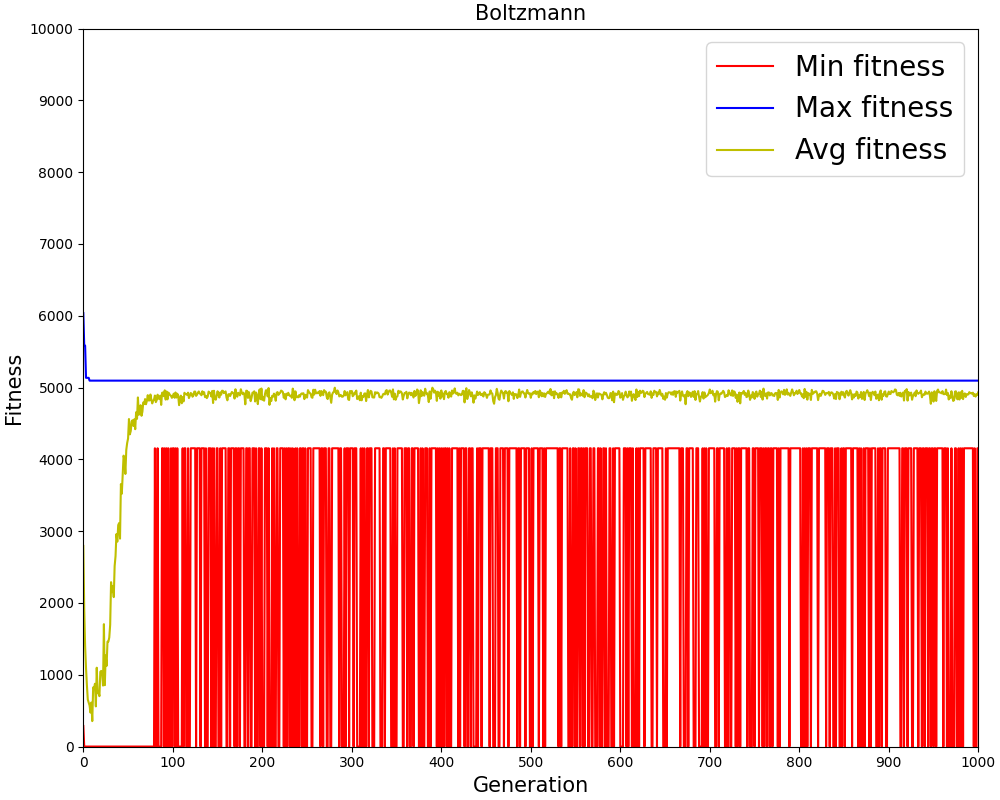 Boltzmann
10000
9000
8000
7000
6000
5000
4000
3000
2000
1000
0
Fitness
Min fitness
Max fitness
Avg fitness
0 100 200 300 400 500 600 700 800 900 1000
Generation